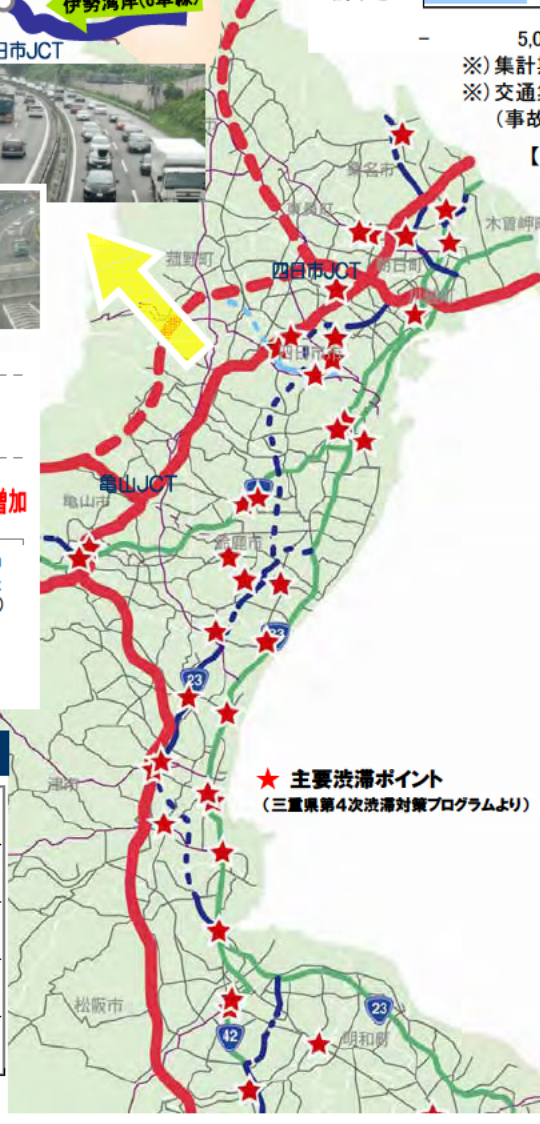 伊勢湾岸(6車線)
日市JCT
5,0
※)集計
※)交通
(事故
【
桑名市
東員町
木曽岬町
菰野町
四日市JCT
朝日町
川越町
四日市市
増加
亀山JCT
亀山市
鈴鹿市
23
23
★ 主要渋滞ポイント
(三重県第4次渋滞対策プログラムより)
津市
松阪市
23
42
明和町